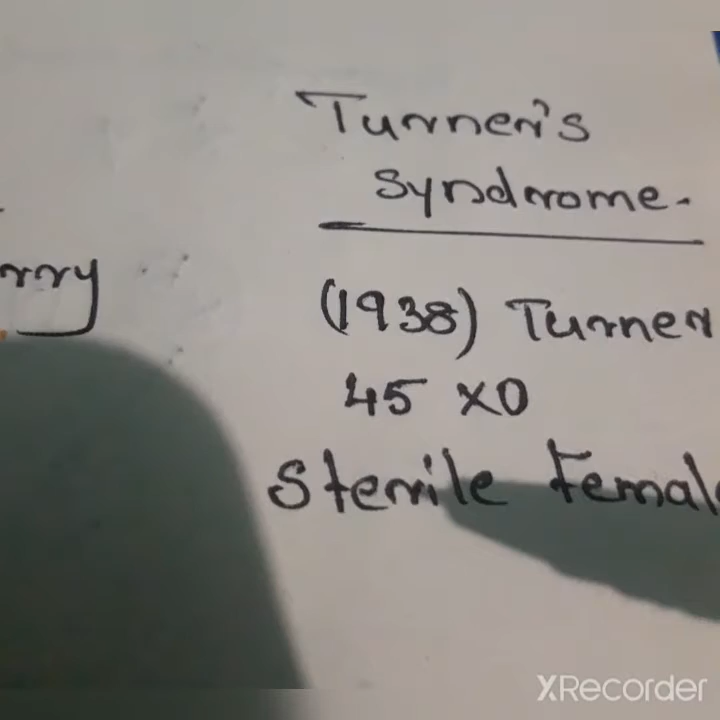 Turner's
Syndrome.
rry
(1938) Turner
45 XO
Sterile Femal
XRecorder